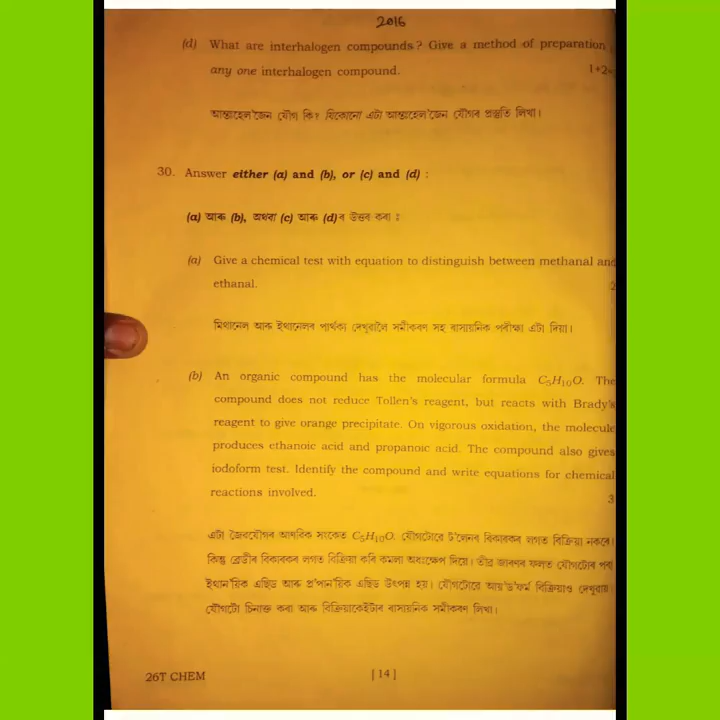 2016
(d) What are interhalogen compounds? Give a method of preparation
any one interhalogen compound. 1+2=
আন্তঃহেল'জেন যৌগ কি? যিকোনো এটা আন্তঃহেল'জেন যৌগৰ প্ৰস্তুতি লিখা।
30. Answer either (a) and (b), or (c) and (d) :
(a) আৰু (b), অথবা (c) আৰু (d)ৰ উত্তৰ কৰা :
(a) Give a chemical test with equation to distinguish between methanal and
ethanal. 2
মিথানেল আৰু ইথানেলৰ পাৰ্থক্য দেখুৱাবলৈ সমীকৰণ সহ ৰাসায়নিক পৰীক্ষা এটা দিয়া।
(b) An organic compound has the molecular formula C₅H₁₀O. The
compound does not reduce Tollen's reagent, but reacts with Brady's
reagent to give orange precipitate. On vigorous oxidation, the molecule
produces ethanoic acid and propanoic acid. The compound also gives
iodoform test. Identify the compound and write equations for chemical
reactions involved. 3
এটা জৈৱযৌগৰ আণৱিক সংকেত C₅H₁₀O. যৌগটোৱে ট'লেনৰ বিকাৰকৰ লগত বিক্ৰিয়া নকৰে।
কিন্তু ব্ৰেডীৰ বিকাৰকৰ লগত বিক্ৰিয়া কৰি কমলা অধঃক্ষেপ দিয়ে। তীব্ৰ জাৰণৰ ফলত যৌগটোৰ পৰা
ইথান'য়িক এছিড আৰু প্ৰ'পান'য়িক এছিড উৎপন্ন হয়। যৌগটোৱে আয়'ড'ফৰ্ম বিক্ৰিয়াও দেখুৱায়।
যৌগটো চিনাক্ত কৰা আৰু বিক্ৰিয়াকেইটাৰ ৰাসায়নিক সমীকৰণ লিখা।
26T CHEM [ 14 ]